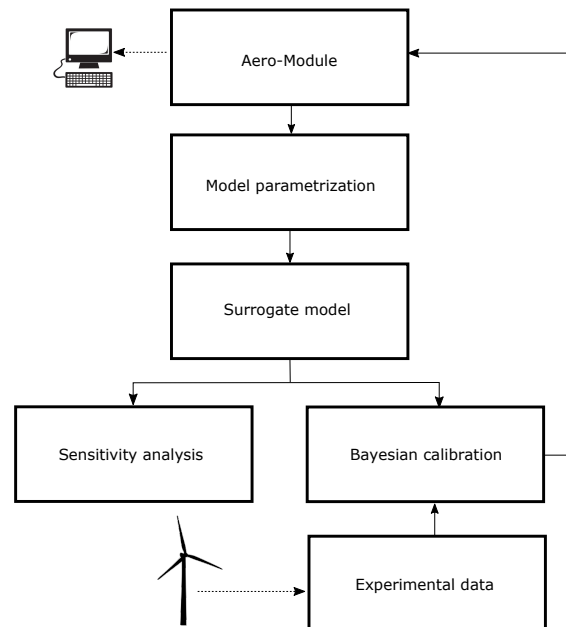 Aero-Module
Model parametrization
Surrogate model
Sensitivity analysis
Bayesian calibration
Experimental data